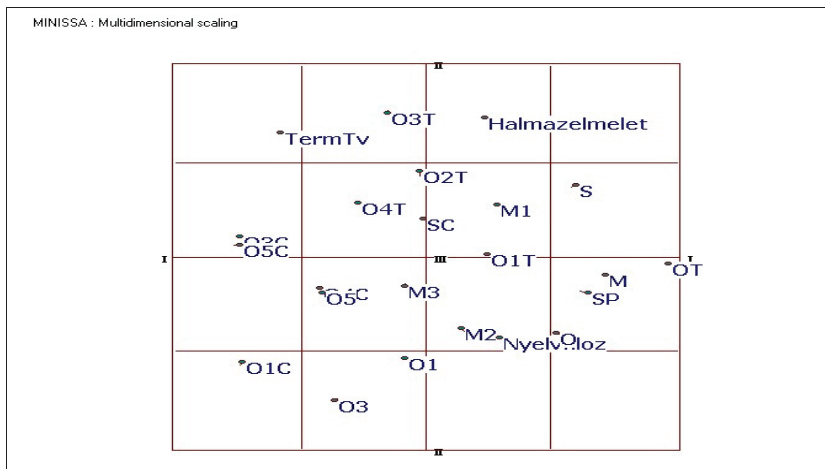 MINISSA : Multidimensional scaling
II
O3T
Halmazelmelet
TermTv
O2T
S
O4T
M1
SC
O5C
I
III
O1T
I
OT
M
SP
O5
M3
M2
O
O1
O1C
O3
II